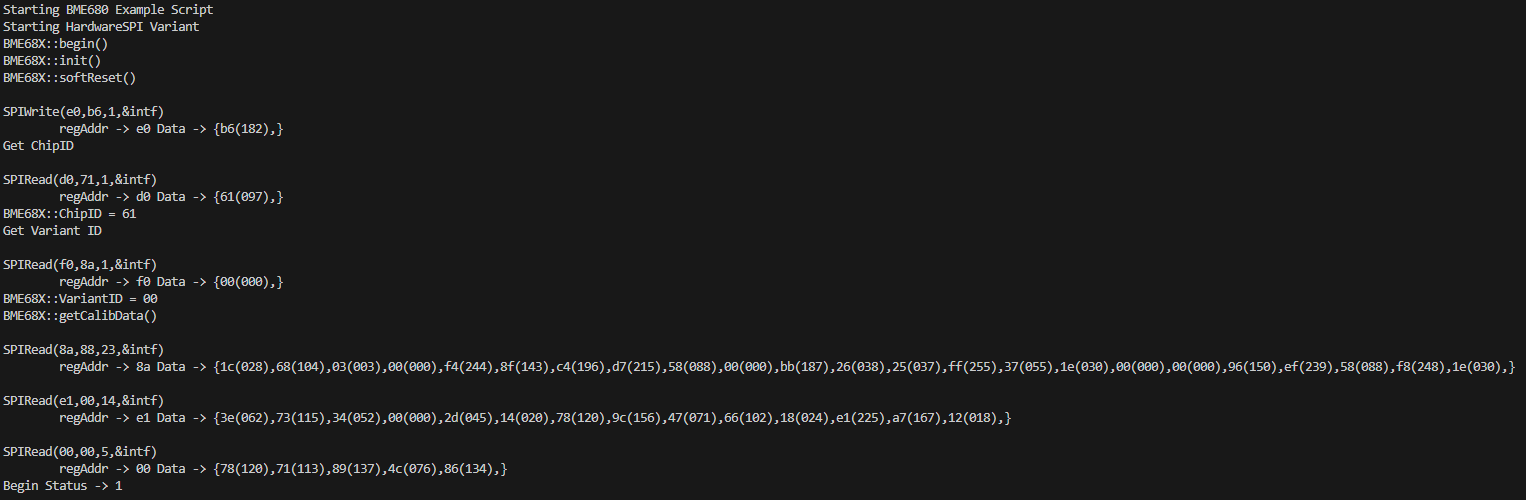 Starting BME680 Example Script
Starting HardwareSPI Variant
BME68X::begin()
BME68X::init()
BME68X::softReset()
SPIWrite(e0,b6,1,&intf)
regAddr -> e0 Data -> {b6(182),}
Get ChipID
SPIRead(d0,71,1,&intf)
regAddr -> d0 Data -> {61(097),}
BME68X::ChipID = 61
Get Variant ID
SPIRead(f0,8a,1,&intf)
regAddr -> f0 Data -> {00(000),}
BME68X::VariantID = 00
BME68X::getCalibData()
SPIRead(8a,88,23,&intf)
regAddr -> 8a Data -> {1c(028),68(104),03(003),00(000),f4(244),8f(143),c4(196),d7(215),58(088),00(000),bb(187),26(038),25(037),ff(255),37(055),1e(030),00(000),00(000),96(150),ef(239),58(088),f8(248),1e(030),}
SPIRead(e1,00,14,&intf)
regAddr -> e1 Data -> {3e(062),73(115),34(052),00(000),2d(045),14(020),78(120),9c(156),47(071),66(102),18(024),e1(225),a7(167),12(018),}
SPIRead(00,00,5,&intf)
regAddr -> 00 Data -> {78(120),71(113),89(137),4c(076),86(134),}
Begin Status -> 1